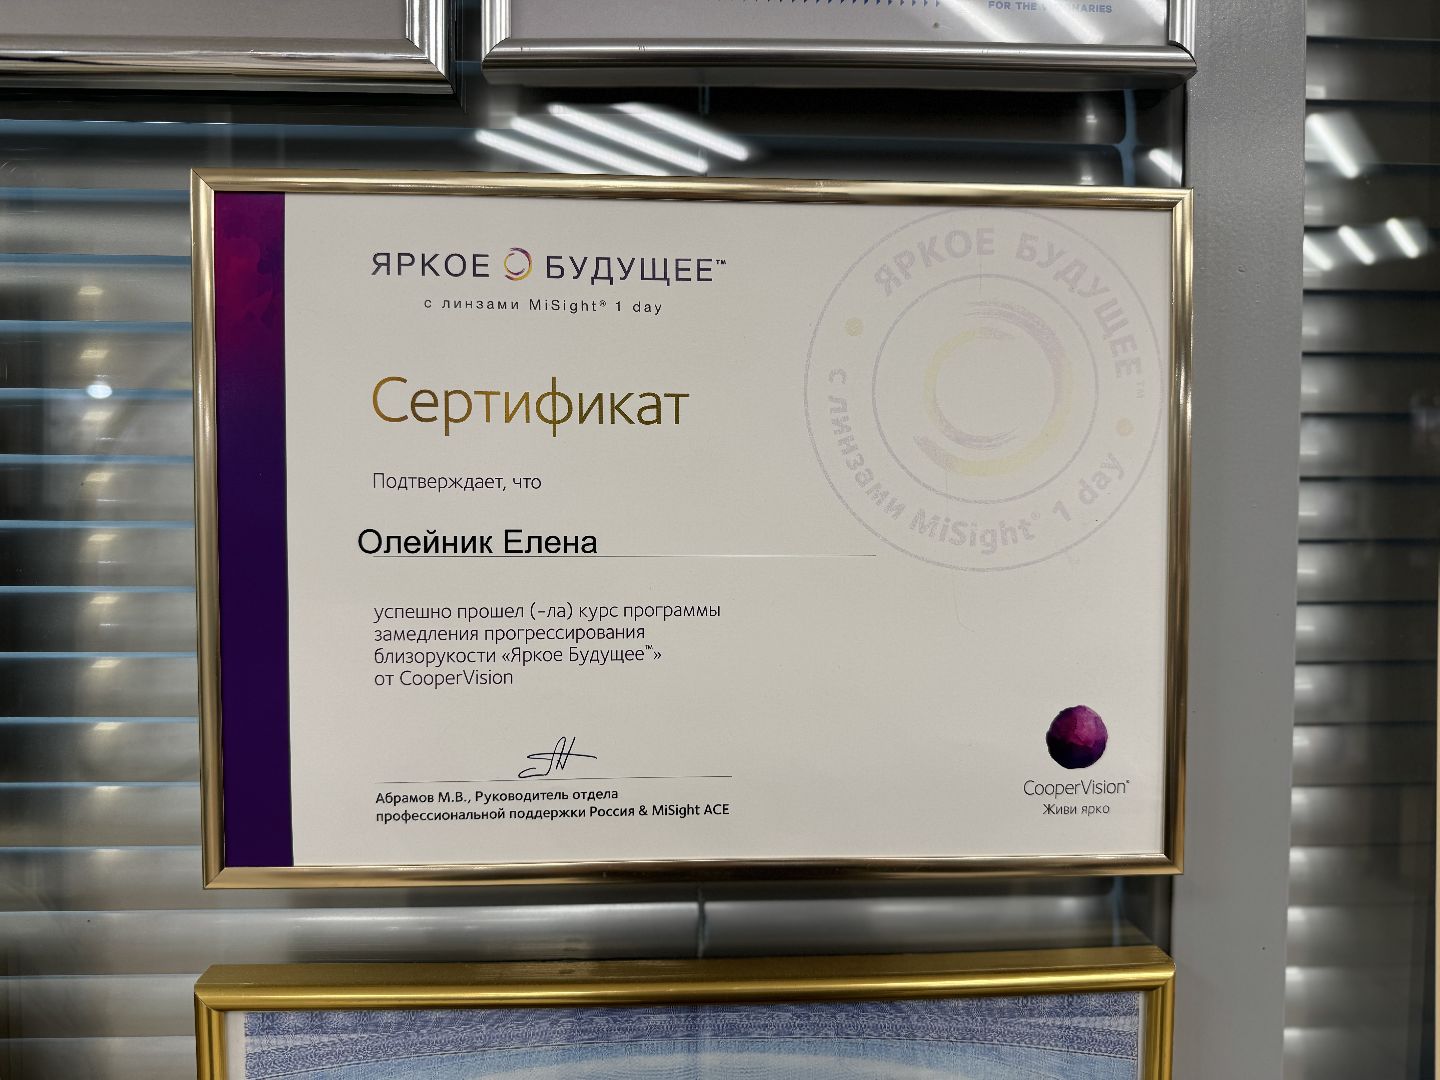 FOR THE VISIONARIES
ЯРКОЕ БУДУЩЕЕ™
с линзами MiSight® 1 day
ЯРКОЕ БУДУЩЕЕ™
с линзами MiSight® 1 day
Сертификат
Подтверждает, что
Олейник Елена
успешно прошел (-ла) курс программы
замедления прогрессирования
близорукости «Яркое Будущее™»
от CooperVision
Абрамов М.В., Руководитель отдела
профессиональной поддержки Россия & MiSight ACE
CooperVision®
Живи ярко